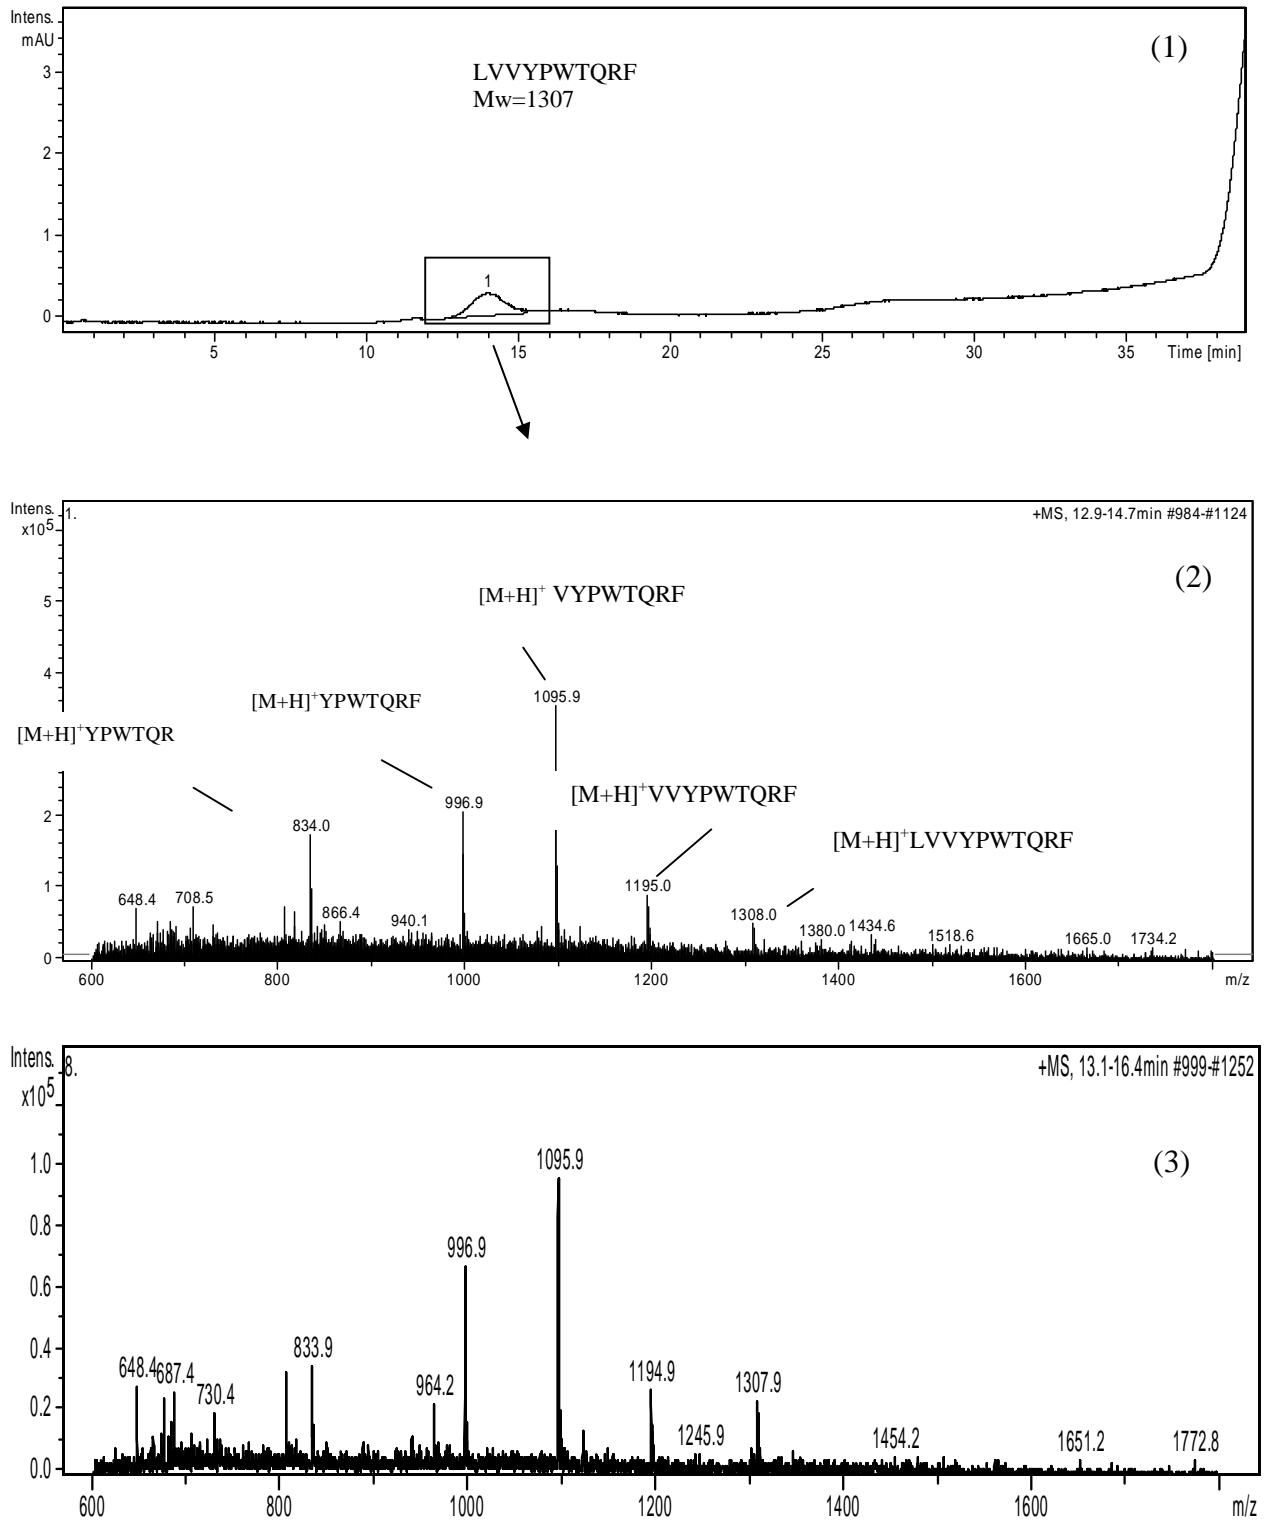 Intens.
mAU
(1)
LVVYPWTQRF
Mw=1307
3
2
1
0
1
5 10 15 20 25 30 35 Time [min]
Intens.
x10^5
1.
+MS, 12.9-14.7min #984-#1124
(2)
[M+H]^+ VYPWTQRF
5
4
1095.9
[M+H]^+YPWTQRF
[M+H]^+YPWTQR
[M+H]^+VVYPWTQRF
996.9
2
834.0
[M+H]^+LVVYPWTQRF
1
648.4
708.5
866.4
940.1
1195.0
1308.0
1380.0
1434.6
1518.6
1665.0
1734.2
0
600 800 1000 1200 1400 1600 m/z
Intens.
x10^5
8.
+MS, 13.1-16.4min #999-#1252
(3)
1095.9
1.0
0.8
996.9
0.6
0.4
648.4
687.4
730.4
833.9
964.2
1194.9
1307.9
0.2
1245.9
1454.2
1651.2
1772.8
0.0
600 800 1000 1200 1400 1600 m/z